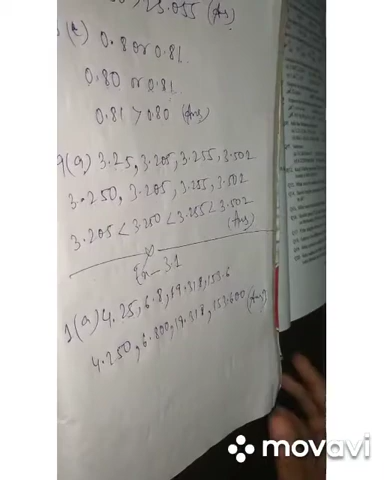 23.055 (Ans)
(c) 0.8 or 0.81
0.80 or 0.81
0.81 > 0.80 (Ans)
9(a) 3.25, 3.205, 3.255, 3.502
3.250, 3.205, 3.255, 3.502
3.205 < 3.250 < 3.255 < 3.502
(Ans)
Ex-31
1(a) 4.25, 6.8, 19.318, 153.6
4.250, 6.800, 19.318, 153.600 (Ans)
movavi